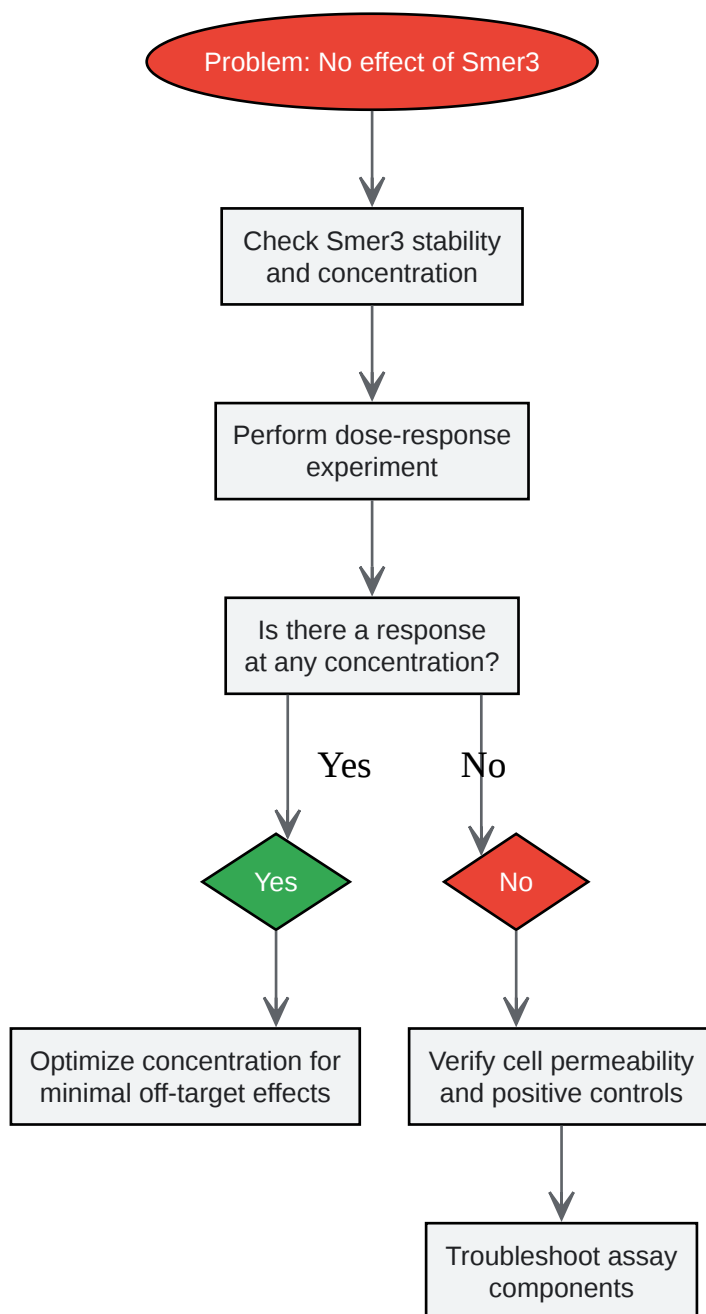 Problem: No effect of Smer3
Check Smer3 stability
and concentration
Perform dose-response
experiment
Is there a response
at any concentration?
Yes
No
Yes
No
Optimize concentration for
minimal off-target effects
Verify cell permeability
and positive controls
Troubleshoot assay
components